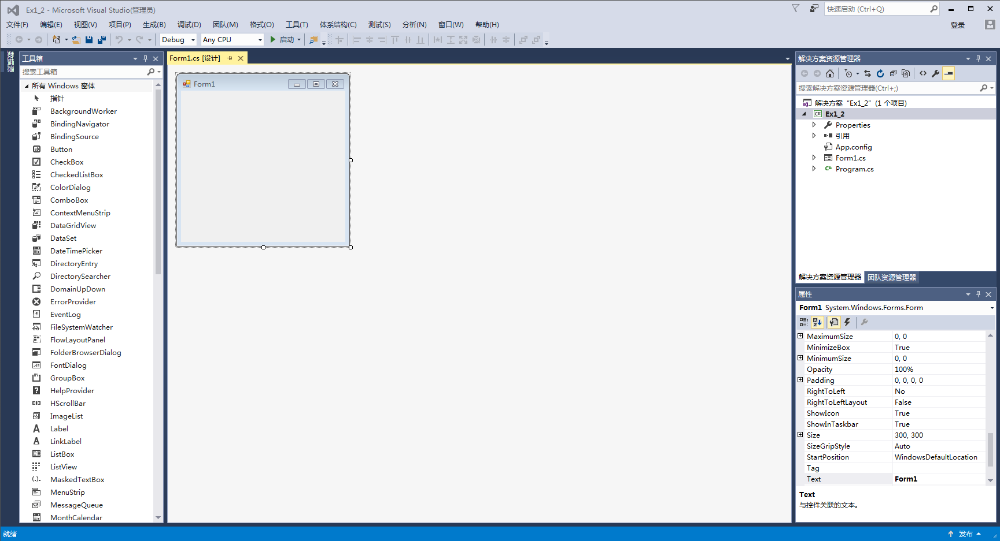 Ex1_2 - Microsoft Visual Studio(管理员)
快速启动 (Ctrl+Q)
文件(F) 编辑(E) 视图(V) 项目(P) 生成(B) 调试(D) 团队(M) 格式(O) 工具(T) 体系结构(C) 测试(S) 分析(N) 窗口(W) 帮助(H)
登录
Debug Any CPU 启动
数据源
工具箱
搜索工具箱
所有 Windows 窗体
指针
BackgroundWorker
BindingNavigator
BindingSource
Button
CheckBox
CheckedListBox
ColorDialog
ComboBox
ContextMenuStrip
DataGridView
DataSet
DateTimePicker
DirectoryEntry
DirectorySearcher
DomainUpDown
ErrorProvider
EventLog
FileSystemWatcher
FlowLayoutPanel
FolderBrowserDialog
FontDialog
GroupBox
HelpProvider
HScrollBar
ImageList
Label
LinkLabel
ListBox
ListView
MaskedTextBox
MenuStrip
MessageQueue
MonthCalendar
Form1.cs [设计]
Form1
解决方案资源管理器
搜索解决方案资源管理器(Ctrl+;)
解决方案“Ex1_2”(1 个项目)
Ex1_2
Properties
引用
App.config
Form1.cs
Program.cs
解决方案资源管理器 团队资源管理器
属性
Form1 System.Windows.Forms.Form
MaximumSize 0, 0
MinimizeBox True
MinimumSize 0, 0
Opacity 100%
Padding 0, 0, 0, 0
RightToLeft No
RightToLeftLayout False
ShowIcon True
ShowInTaskbar True
Size 300, 300
SizeGripStyle Auto
StartPosition WindowsDefaultLocation
Tag
Text Form1
Text
与控件关联的文本。
就绪
发布